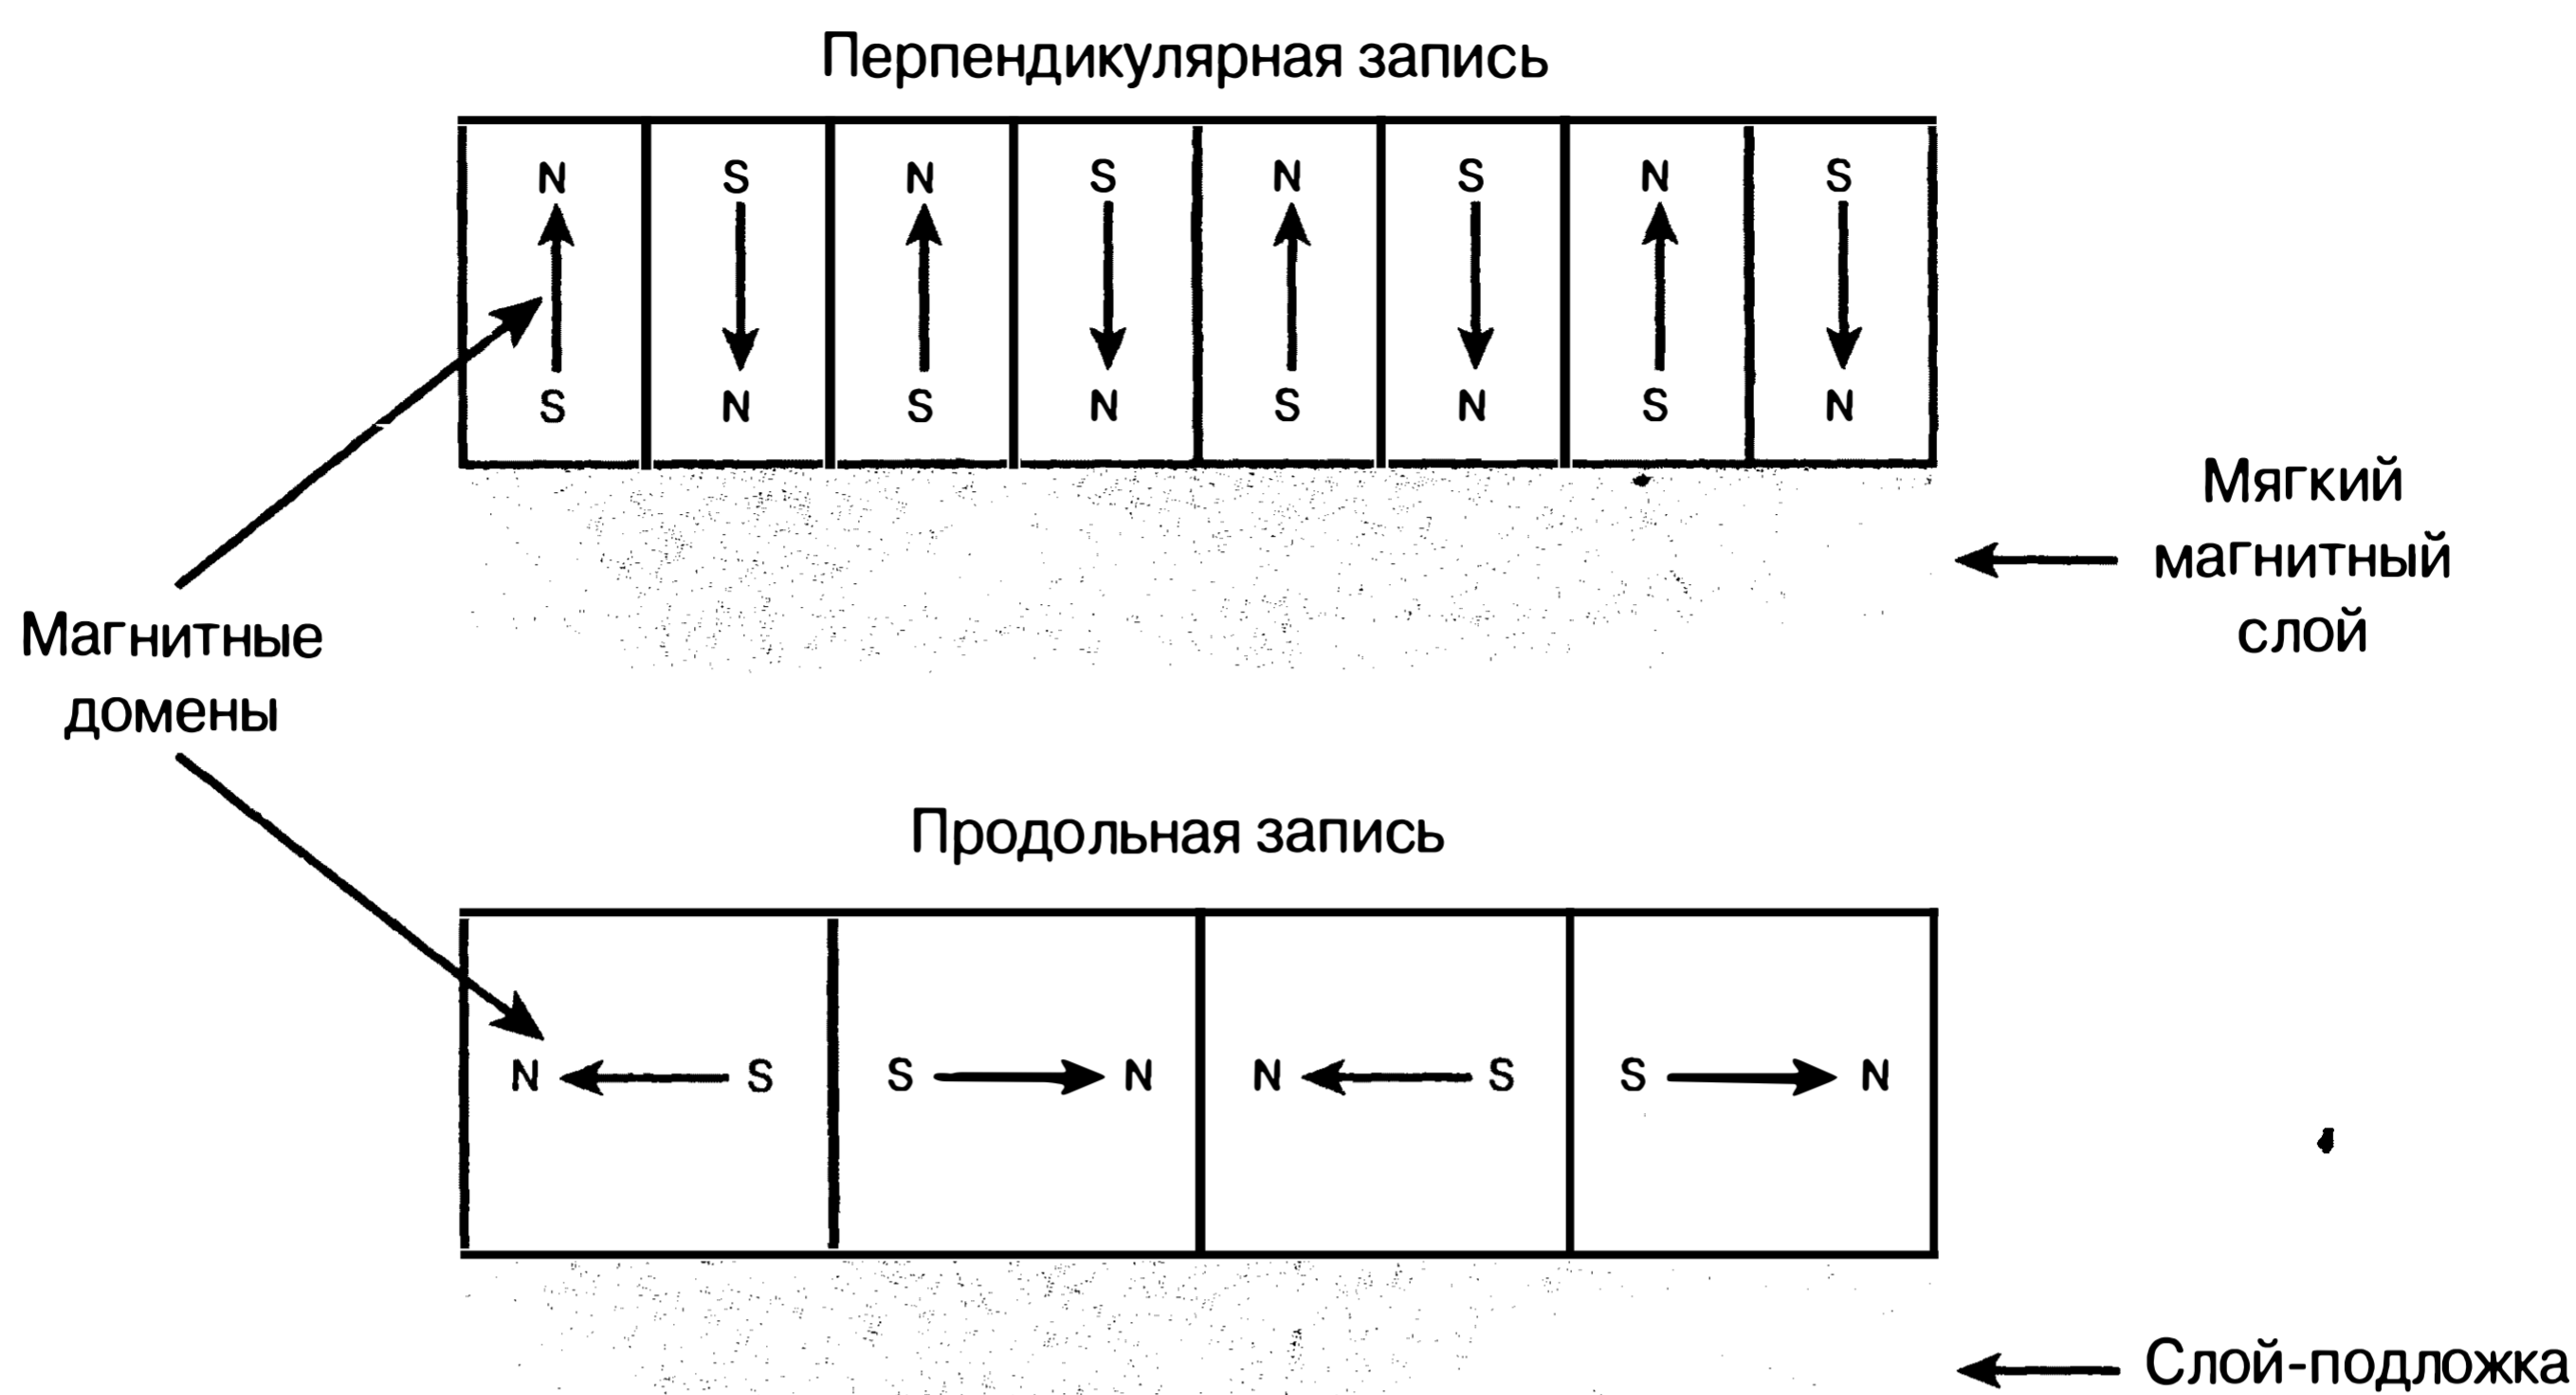 Перпендикулярная запись
N S N S N S N S
S N S N S N S N
Мягкий
магнитный
слой
Магнитные
домены
Продольная запись
N S S N N S S N
Слой-подложка